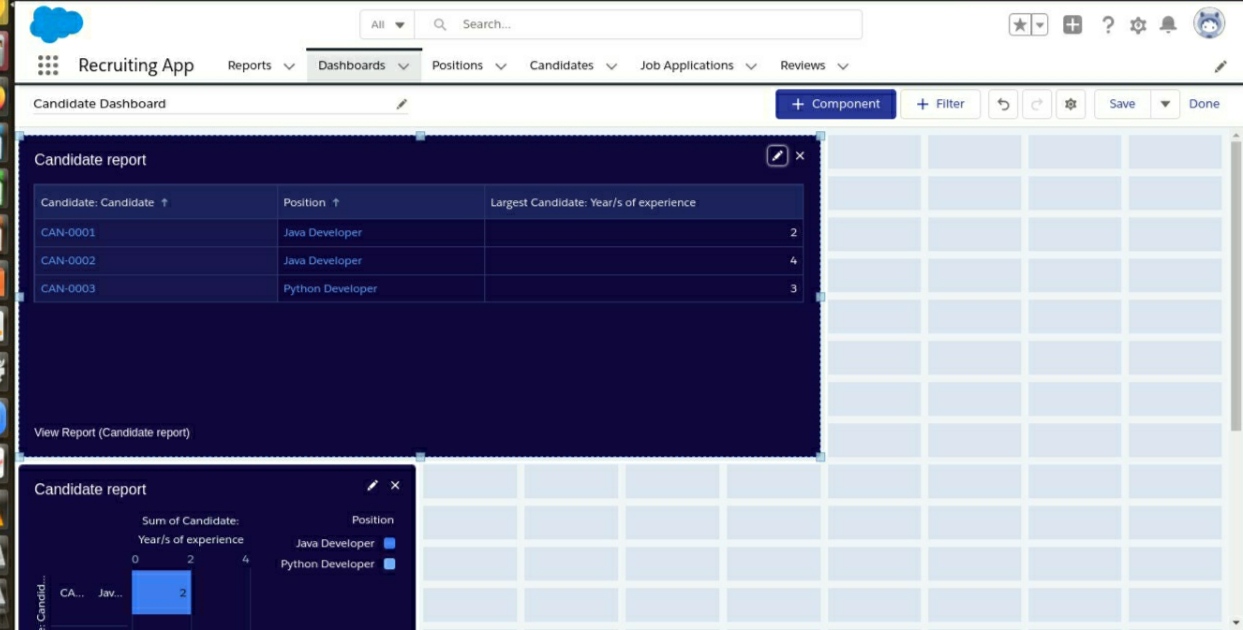 All Search...
Recruiting App Reports Dashboards Positions Candidates Job Applications Reviews
Candidate Dashboard + Component + Filter Save Done
Candidate report
Candidate: Candidate ↑ Position ↑ Largest Candidate: Year/s of experience
CAN-0001 Java Developer 2
CAN-0002 Java Developer 4
CAN-0003 Python Developer 3
View Report (Candidate report)
Candidate report
Sum of Candidate: Position
Year/s of experience Java Developer
0 2 4 Python Developer
CA... Jav... 2
e: Candid...